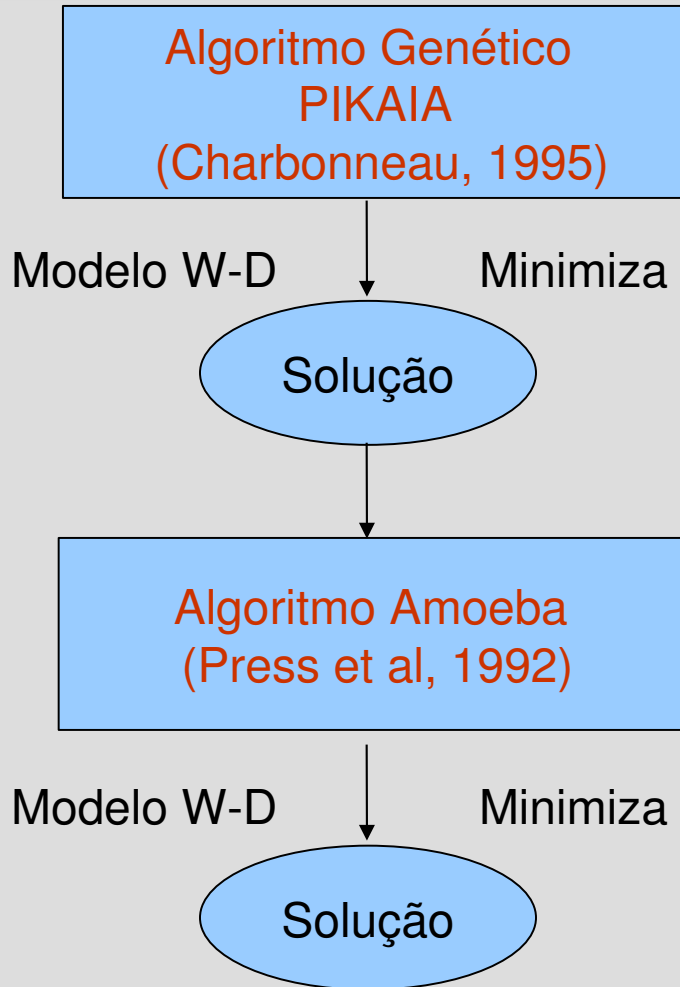 Algoritmo Genético
PIKAIA
(Charbonneau, 1995)
Modelo W-D Minimiza
Solução
Algoritmo Amoeba
(Press et al, 1992)
Modelo W-D Minimiza
Solução